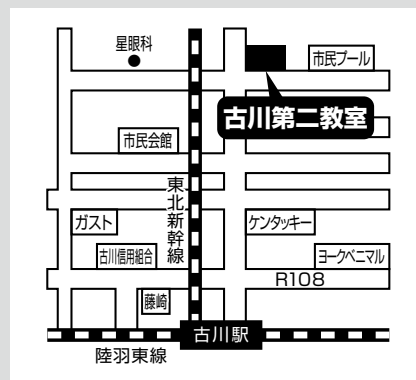 星眼科
市民プール
古川第二教室
市民会館
東北新幹線
ガスト
ケンタッキー
古川信用組合
ヨークベニマル
R108
藤崎
古川駅
陸羽東線